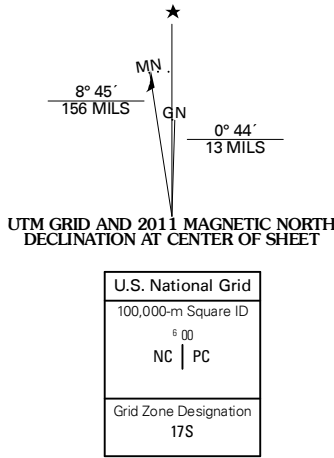 ★
MN
GN
8° 45´
156 MILS
0° 44´
13 MILS
UTM GRID AND 2011 MAGNETIC NORTH
DECLINATION AT CENTER OF SHEET
U.S. National Grid
100,000-m Square ID
6 00
NC | PC
Grid Zone Designation
17S